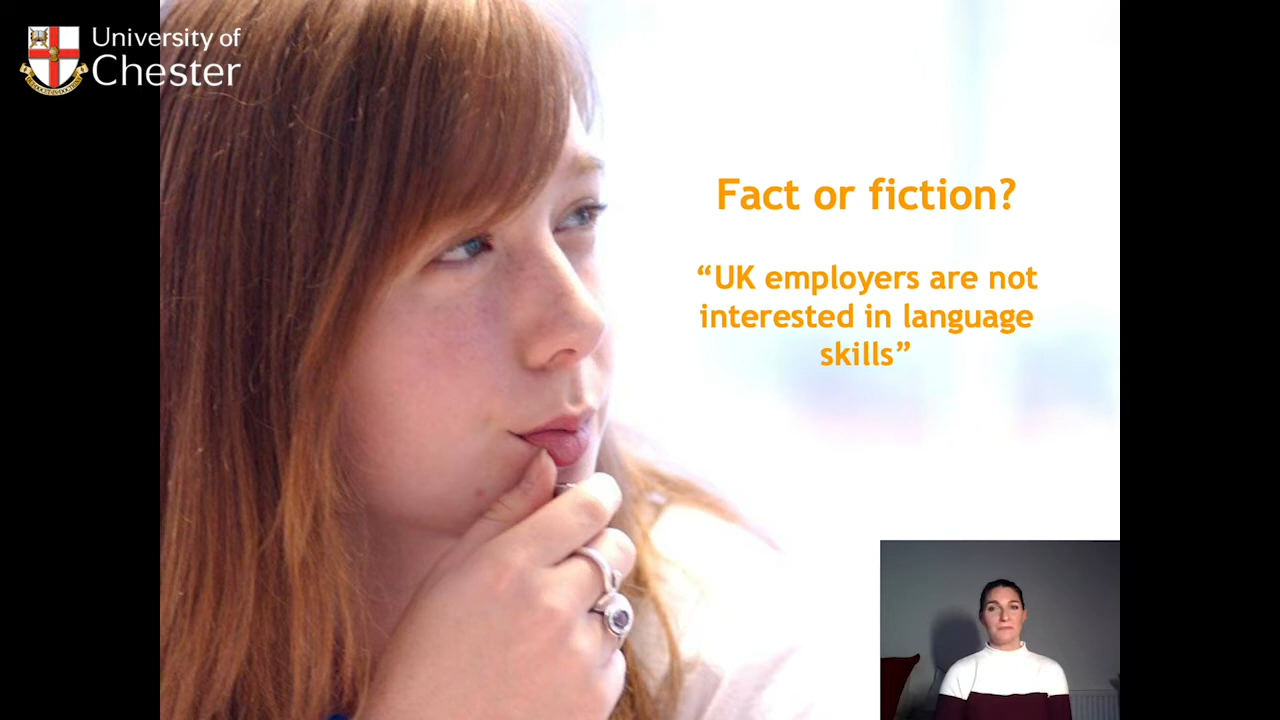 University of
Chester
Fact or fiction?
“UK employers are not
interested in language
skills”